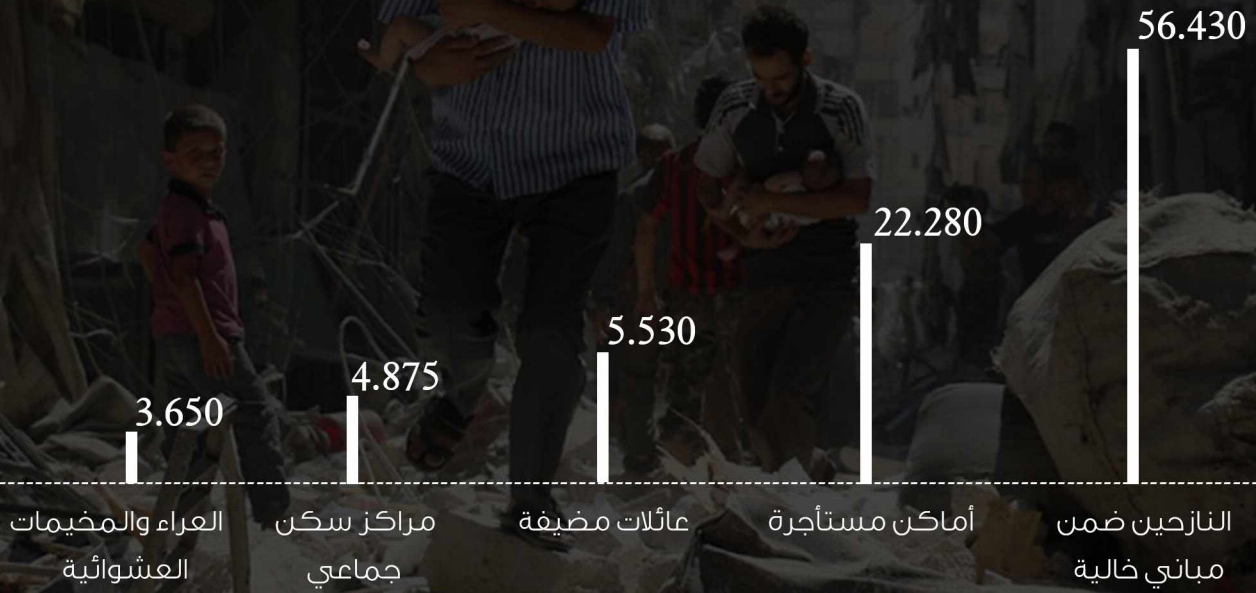 56.430
22.280
5.530
4.875
3.650
النازحين ضمن
مباني خالية
أماكن مستأجرة
عائلات مضيفة
مراكز سكن
جماعي
العراء والمخيمات
العشوائية